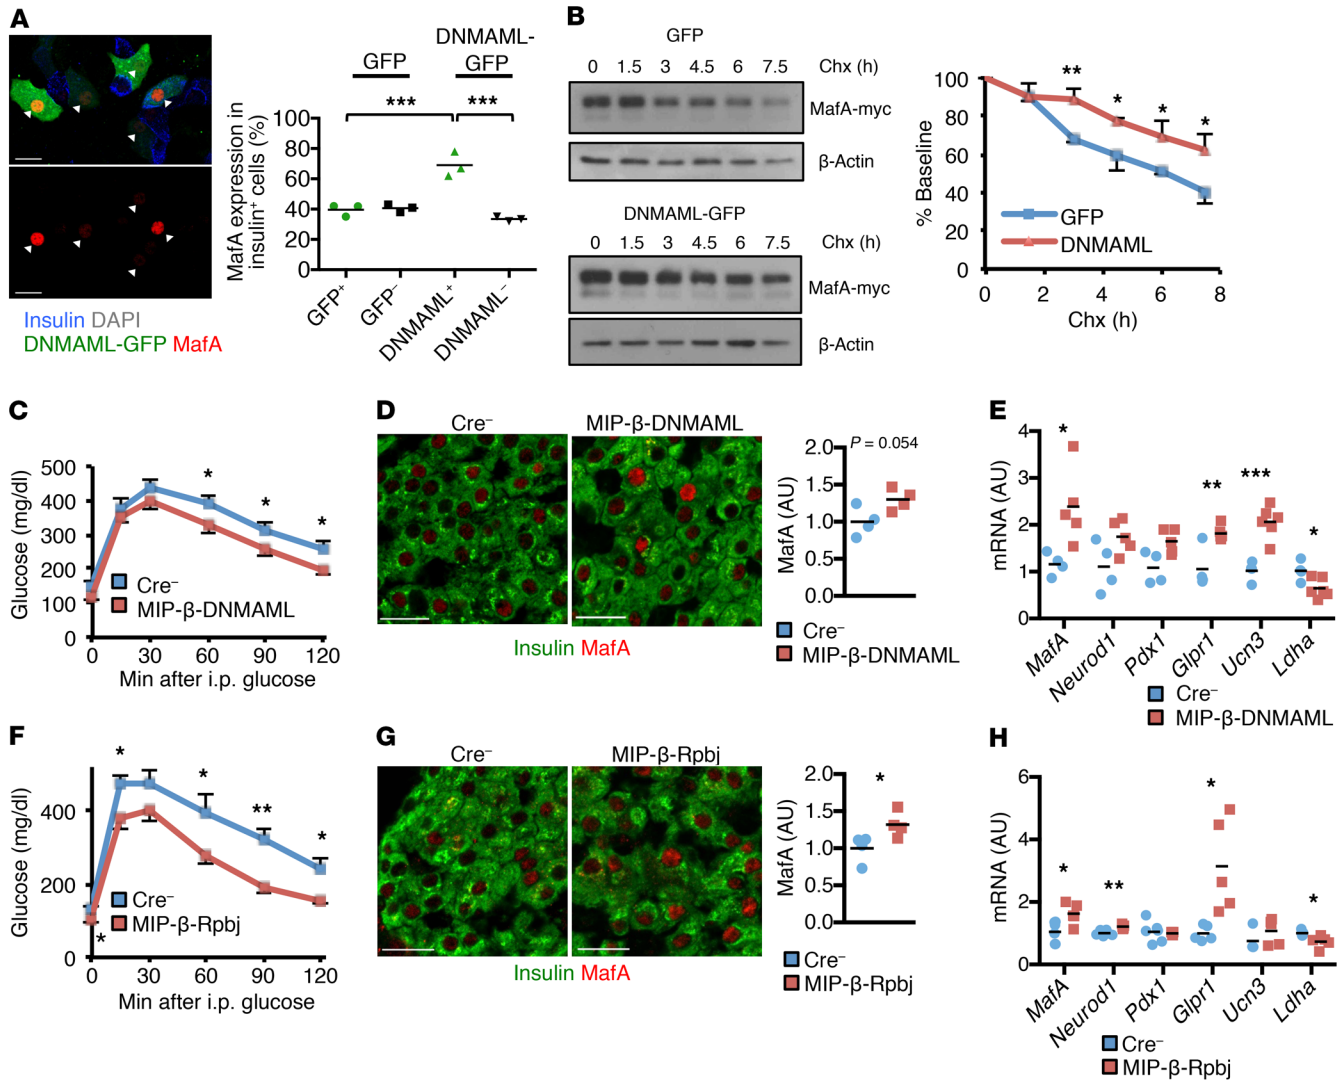 A
MafA expression in
insulin⁺ cells (%)
GFP
DNMAML-
GFP
***
***
100
80
60
40
20
0
GFP⁺
GFP⁻
DNMAML⁺
DNMAML⁻
Insulin DAPI
DNMAML-GFP MafA
B
GFP
0 1.5 3 4.5 6 7.5 Chx (h)
MafA-myc
β-Actin
DNMAML-GFP
0 1.5 3 4.5 6 7.5 Chx (h)
MafA-myc
β-Actin
% Baseline
100
80
60
40
20
0
**
*
*
*
GFP
DNMAML
0 2 4 6 8
Chx (h)
C
Glucose (mg/dl)
500
400
300
200
100
0
*
*
*
Cre⁻
MIP-β-DNMAML
0 30 60 90 120
Min after i.p. glucose
D
Cre⁻
MIP-β-DNMAML
Insulin MafA
MafA (AU)
2.0
1.5
1.0
0.5
0.0
P = 0.054
Cre⁻
MIP-β-DNMAML
E
mRNA (AU)
4
3
2
1
0
*
**
***
*
MafA
Neurod1
Pdx1
Glpr1
Ucn3
Ldha
Cre⁻
MIP-β-DNMAML
F
Glucose (mg/dl)
400
200
0
*
*
*
**
*
Cre⁻
MIP-β-Rpbj
0 30 60 90 120
Min after i.p. glucose
G
Cre⁻
MIP-β-Rpbj
Insulin MafA
MafA (AU)
2.0
1.5
1.0
0.5
0.0
*
Cre⁻
MIP-β-Rpbj
H
mRNA (AU)
6
4
2
0
*
**
*
*
MafA
Neurod1
Pdx1
Glpr1
Ucn3
Ldha
Cre⁻
MIP-β-Rpbj